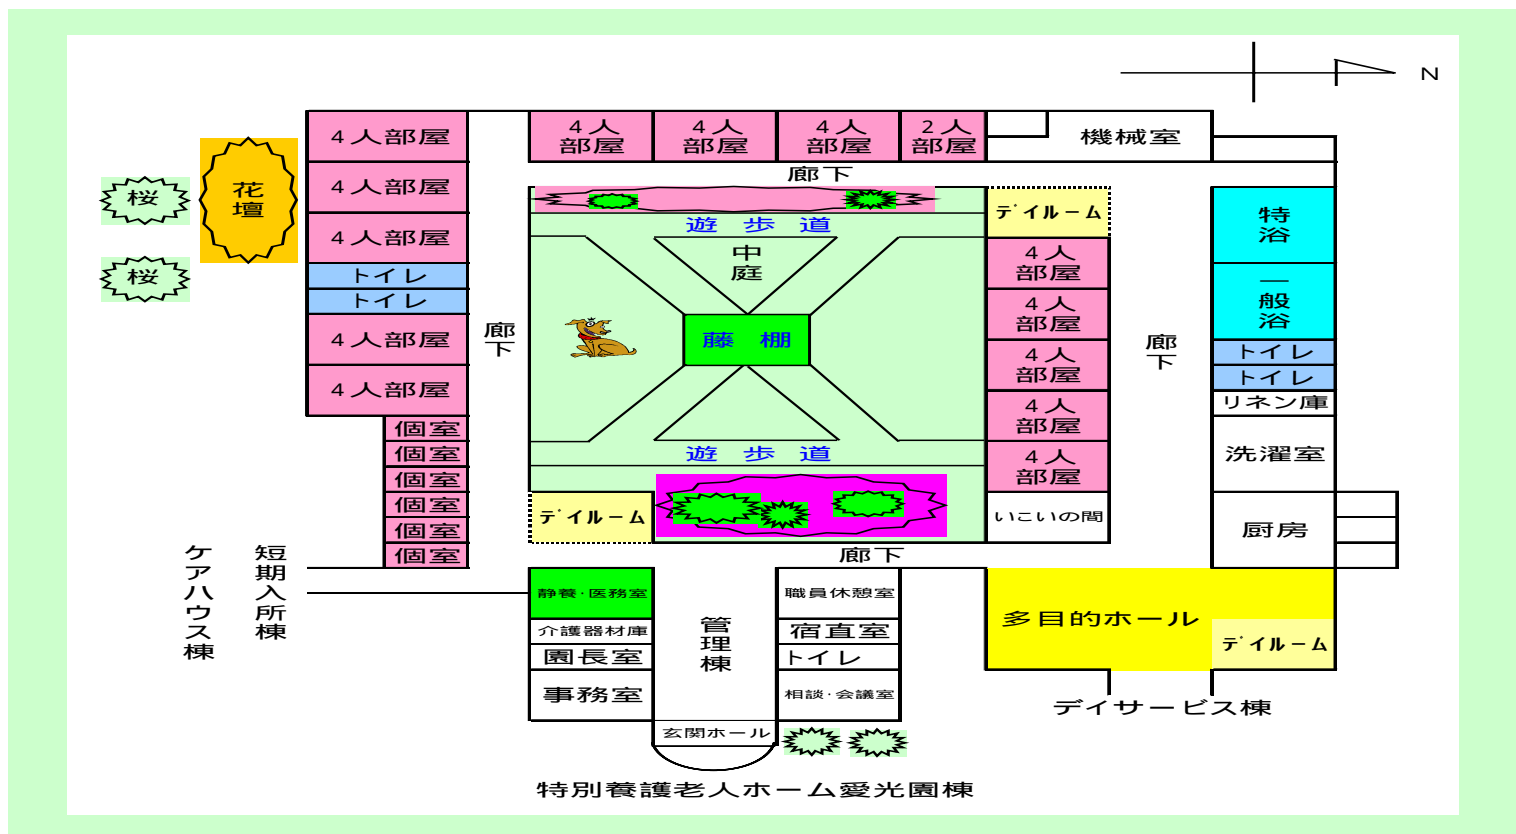 N
4人部屋
4人
部屋
4人
部屋
4人
部屋
2人
部屋
機械室
廊下
4人部屋
桜
花
壇
デイルーム
特
浴
遊歩道
4人部屋
中
庭
4人
部屋
桜
トイレ
トイレ
一
般
浴
4人
部屋
4人部屋
廊
下
藤棚
廊
下
4人
部屋
トイレ
トイレ
4人部屋
リネン庫
4人
部屋
個室
個室
個室
個室
個室
個室
遊歩道
4人
部屋
洗濯室
デイルーム
いこいの間
厨房
廊下
ケアハウス棟
短期入所棟
静養・医務室
介護器材庫
園長室
事務室
管
理
棟
職員休憩室
宿直室
トイレ
相談・会議室
多目的ホール
デイルーム
デイサービス棟
玄関ホール
特別養護老人ホーム愛光園棟